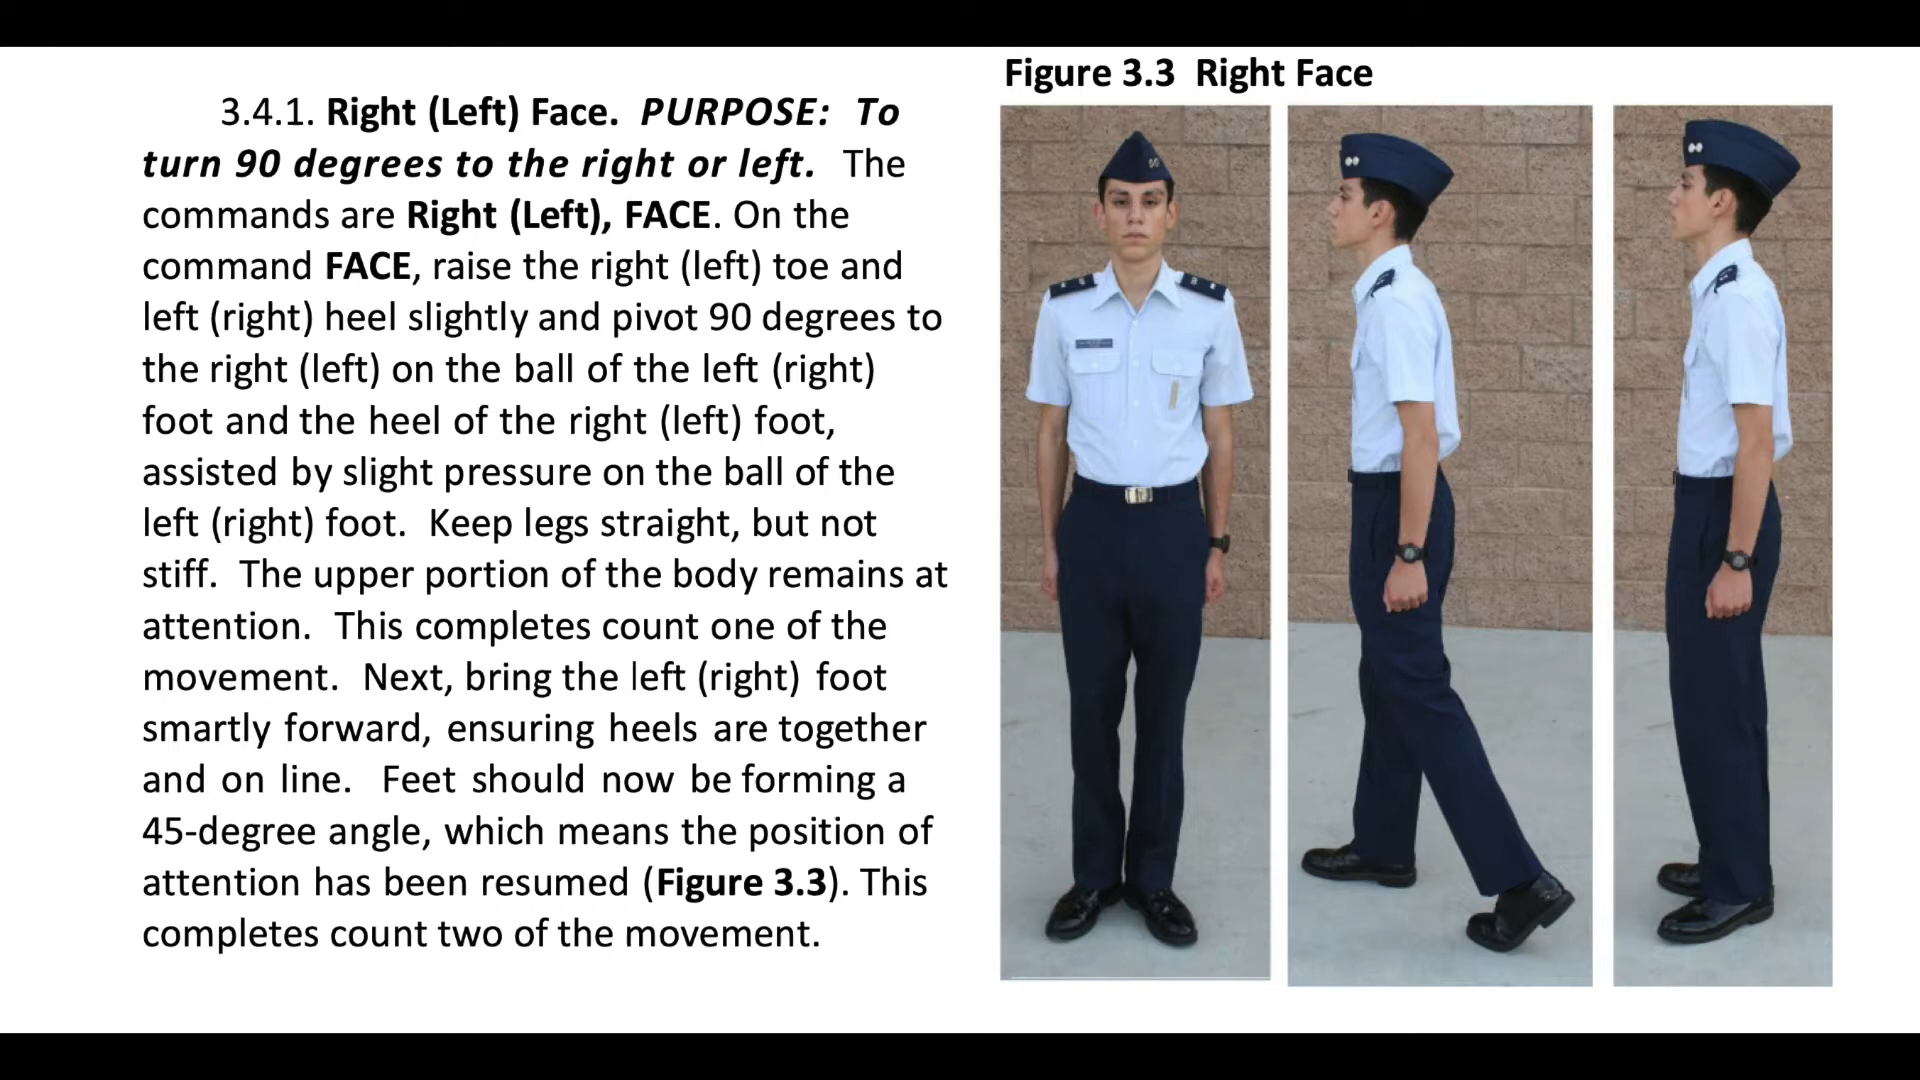 3.4.1. Right (Left) Face. PURPOSE: To
turn 90 degrees to the right or left. The
commands are Right (Left), FACE. On the
command FACE, raise the right (left) toe and
left (right) heel slightly and pivot 90 degrees to
the right (left) on the ball of the left (right)
foot and the heel of the right (left) foot,
assisted by slight pressure on the ball of the
left (right) foot. Keep legs straight, but not
stiff. The upper portion of the body remains at
attention. This completes count one of the
movement. Next, bring the left (right) foot
smartly forward, ensuring heels are together
and on line. Feet should now be forming a
45-degree angle, which means the position of
attention has been resumed (Figure 3.3). This
completes count two of the movement.
Figure 3.3 Right Face